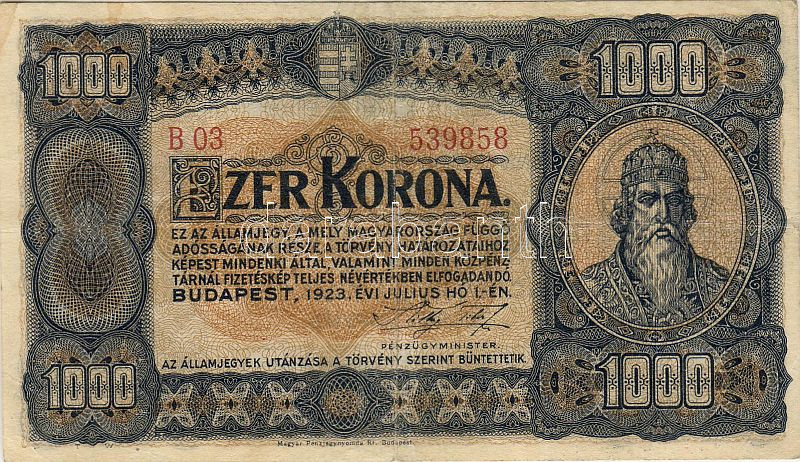 1000 1000
B 03 539858
EZER KORONA.
EZ AZ ÁLLAMJEGY, A MELY MAGYARORSZÁG FÜGGŐ
ADÓSSÁGÁNAK RÉSZE, A TÖRVÉNY HATÁROZATAIHOZ
KÉPEST MINDENKI ÁLTAL VALAMINT MINDEN KÖZPÉNZ
TÁRNÁL FIZETÉSKÉP TELJES NÉVÉRTÉKBEN ELFOGADANDÓ.
BUDAPEST, 1923. ÉVI JULIUS HÓ 1.-ÉN.
PÉNZÜGYMINISTER.
AZ ÁLLAMJEGYEK UTÁNZÁSA A TÖRVÉNY SZERINT BÜNTETTETIK.
1000 1000
Magyar Pénzjegynyomda Rt. Budapest.